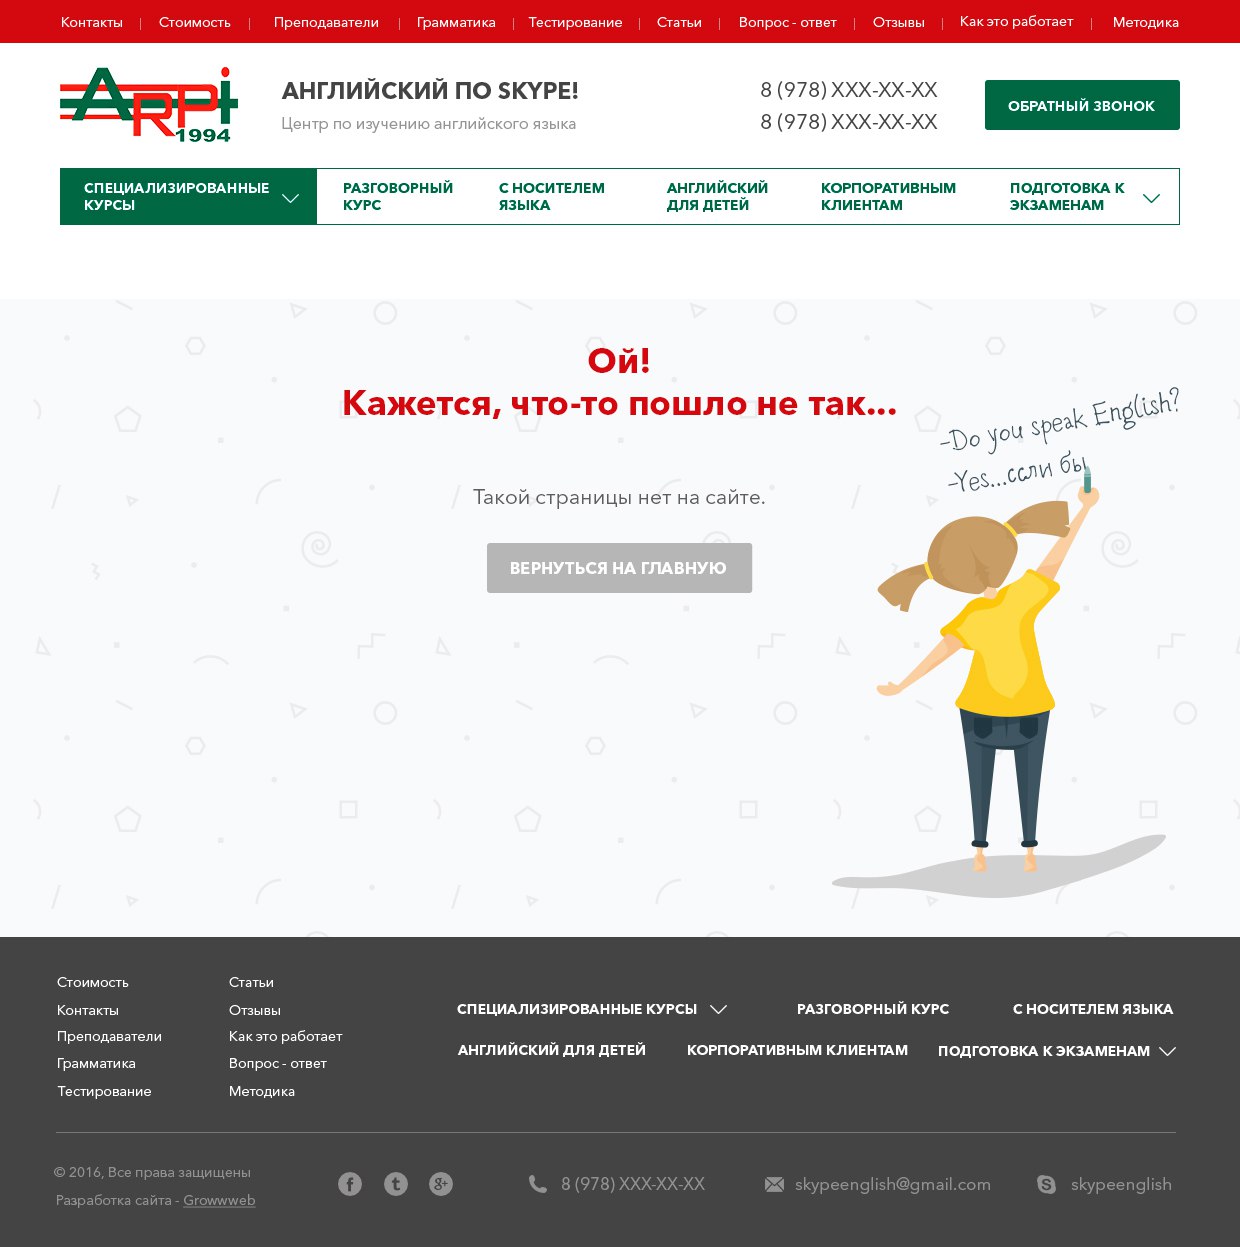 Контакты
Стоимость
Преподаватели
Грамматика
Тестирование
Статьи
Вопрос - ответ
Отзывы
Как это работает
Методика
ARPI
1994
АНГЛИЙСКИЙ ПО SKYPE!
Центр по изучению английского языка
8 (978) XXX-XX-XX
8 (978) XXX-XX-XX
ОБРАТНЫЙ ЗВОНОК
СПЕЦИАЛИЗИРОВАННЫЕ
КУРСЫ
РАЗГОВОРНЫЙ
КУРС
С НОСИТЕЛЕМ
ЯЗЫКА
АНГЛИЙСКИЙ
ДЛЯ ДЕТЕЙ
КОРПОРАТИВНЫМ
КЛИЕНТАМ
ПОДГОТОВКА К
ЭКЗАМЕНАМ
Ой!
Кажется, что-то пошло не так...
-Do you speak English?
-Yes...если бы
Такой страницы нет на сайте.
ВЕРНУТЬСЯ НА ГЛАВНУЮ
Стоимость
Контакты
Преподаватели
Грамматика
Тестирование
Статьи
Отзывы
Как это работает
Вопрос - ответ
Методика
СПЕЦИАЛИЗИРОВАННЫЕ КУРСЫ
РАЗГОВОРНЫЙ КУРС
С НОСИТЕЛЕМ ЯЗЫКА
АНГЛИЙСКИЙ ДЛЯ ДЕТЕЙ
КОРПОРАТИВНЫМ КЛИЕНТАМ
ПОДГОТОВКА К ЭКЗАМЕНАМ
© 2016, Все права защищены
Разработка сайта - Growwweb
8 (978) XXX-XX-XX
skypeenglish@gmail.com
skypeenglish